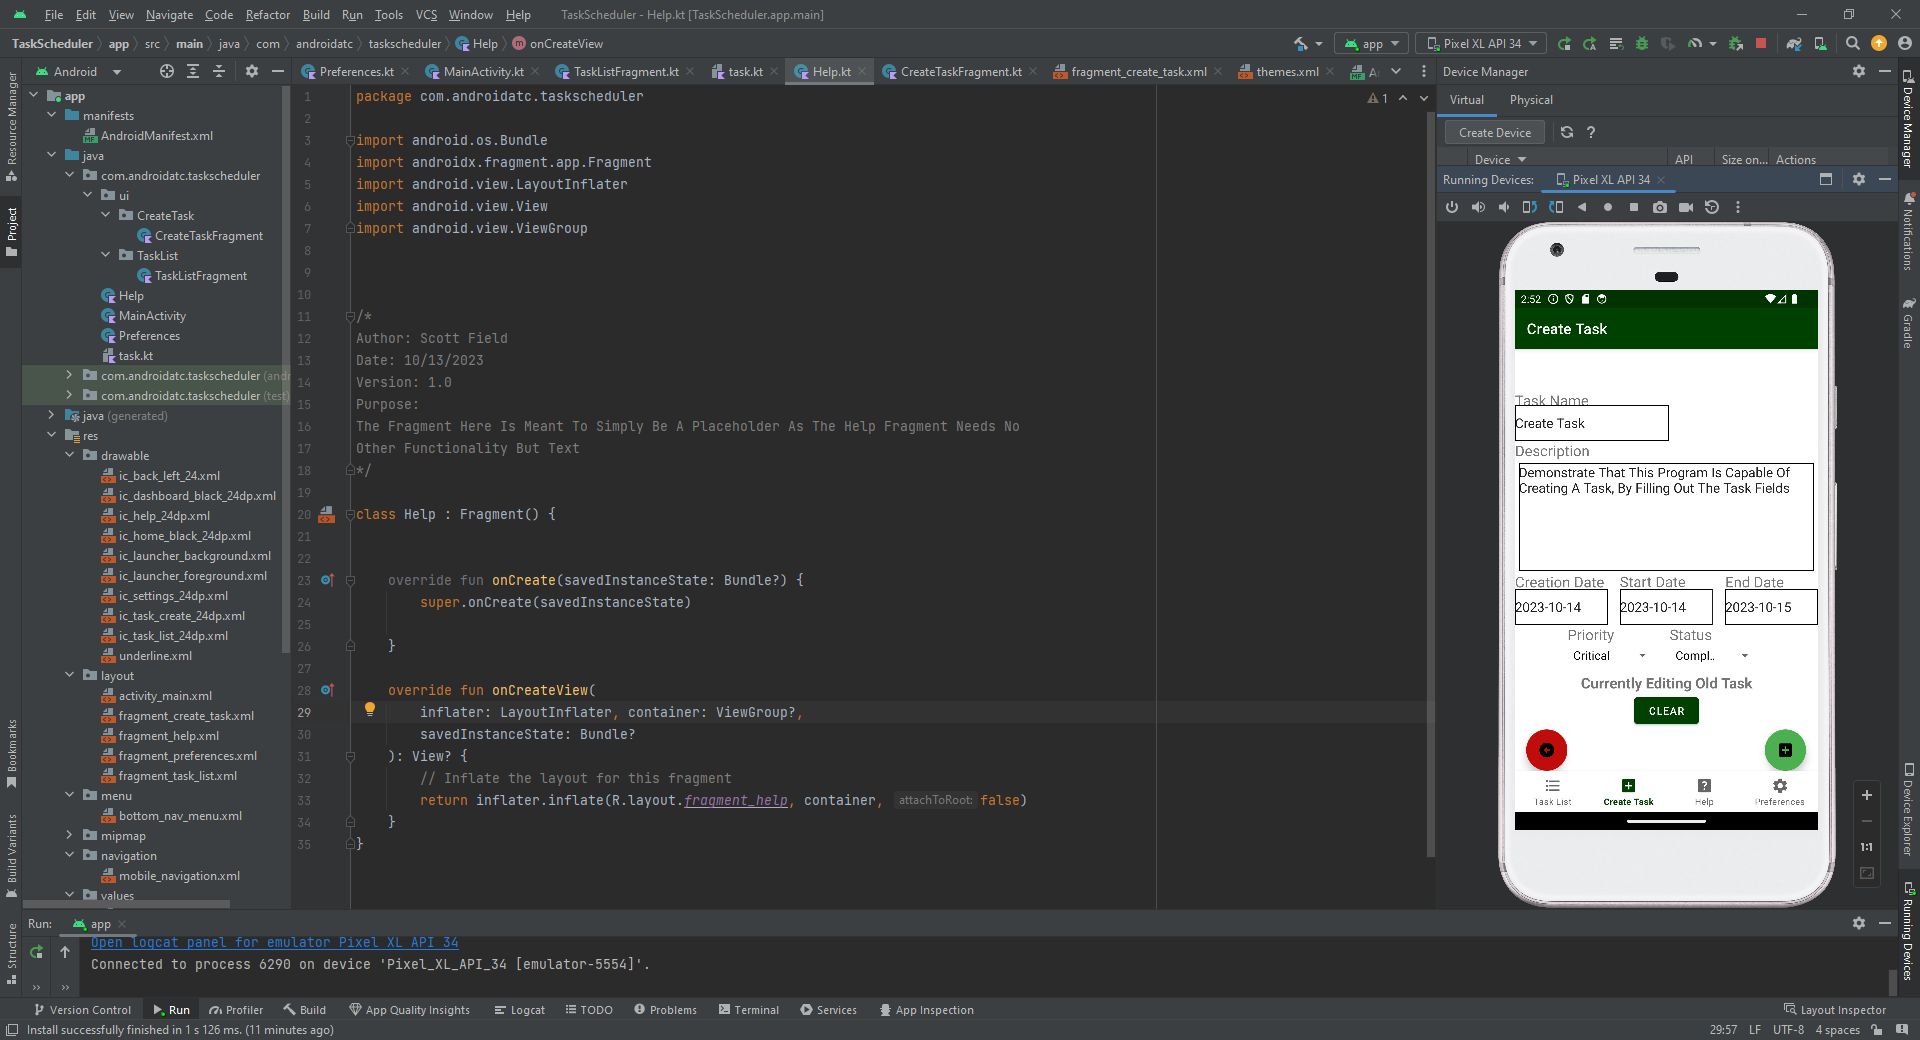 File Edit View Navigate Code Refactor Build Run Tools VCS Window Help TaskScheduler - Help.kt [TaskScheduler.app.main]
TaskScheduler app src main java com androidatc taskscheduler Help onCreateView app Pixel XL API 34
Android Preferences.kt MainActivity.kt TaskListFragment.kt task.kt Help.kt CreateTaskFragment.kt fragment_create_task.xml themes.xml Device Manager
Resource Manager
Project
Bookmarks
Build Variants
Structure
app
manifests
AndroidManifest.xml
java
com.androidatc.taskscheduler
ui
CreateTask
CreateTaskFragment
TaskList
TaskListFragment
Help
MainActivity
Preferences
task.kt
com.androidatc.taskscheduler (andr
com.androidatc.taskscheduler (test)
java (generated)
res
drawable
ic_back_left_24.xml
ic_dashboard_black_24dp.xml
ic_help_24dp.xml
ic_home_black_24dp.xml
ic_launcher_background.xml
ic_launcher_foreground.xml
ic_settings_24dp.xml
ic_task_create_24dp.xml
ic_task_list_24dp.xml
underline.xml
layout
activity_main.xml
fragment_create_task.xml
fragment_help.xml
fragment_preferences.xml
fragment_task_list.xml
menu
bottom_nav_menu.xml
mipmap
navigation
mobile_navigation.xml
values
1 package com.androidatc.taskscheduler
2
3 import android.os.Bundle
4 import androidx.fragment.app.Fragment
5 import android.view.LayoutInflater
6 import android.view.View
7 import android.view.ViewGroup
8
9
10
11 /*
12 Author: Scott Field
13 Date: 10/13/2023
14 Version: 1.0
15 Purpose:
16 The Fragment Here Is Meant To Simply Be A Placeholder As The Help Fragment Needs No
17 Other Functionality But Text
18 */
19
20 class Help : Fragment() {
21
22
23 override fun onCreate(savedInstanceState: Bundle?) {
24 super.onCreate(savedInstanceState)
25
26 }
27
28 override fun onCreateView(
29 inflater: LayoutInflater, container: ViewGroup?,
30 savedInstanceState: Bundle?
31 ): View? {
32 // Inflate the layout for this fragment
33 return inflater.inflate(R.layout.fragment_help, container, attachToRoot: false)
34 }
35 }
1
Virtual Physical
Create Device ?
Device API Size on... Actions
Running Devices: Pixel XL API 34
2:52
Create Task
Task Name
Create Task
Description
Demonstrate That This Program Is Capable Of
Creating A Task, By Filling Out The Task Fields
Creation Date Start Date End Date
2023-10-14 2023-10-14 2023-10-15
Priority Status
Critical Compl..
Currently Editing Old Task
CLEAR
Task List Create Task Help Preferences
1:1
Device Manager
Notifications
Gradle
Device Explorer
Running Devices
Run: app
Open logcat panel for emulator Pixel XL API 34
Connected to process 6290 on device 'Pixel_XL_API_34 [emulator-5554]'.
Version Control Run Profiler Build App Quality Insights Logcat TODO Problems Terminal Services App Inspection Layout Inspector
Install successfully finished in 1 s 126 ms. (11 minutes ago) 29:57 LF UTF-8 4 spaces